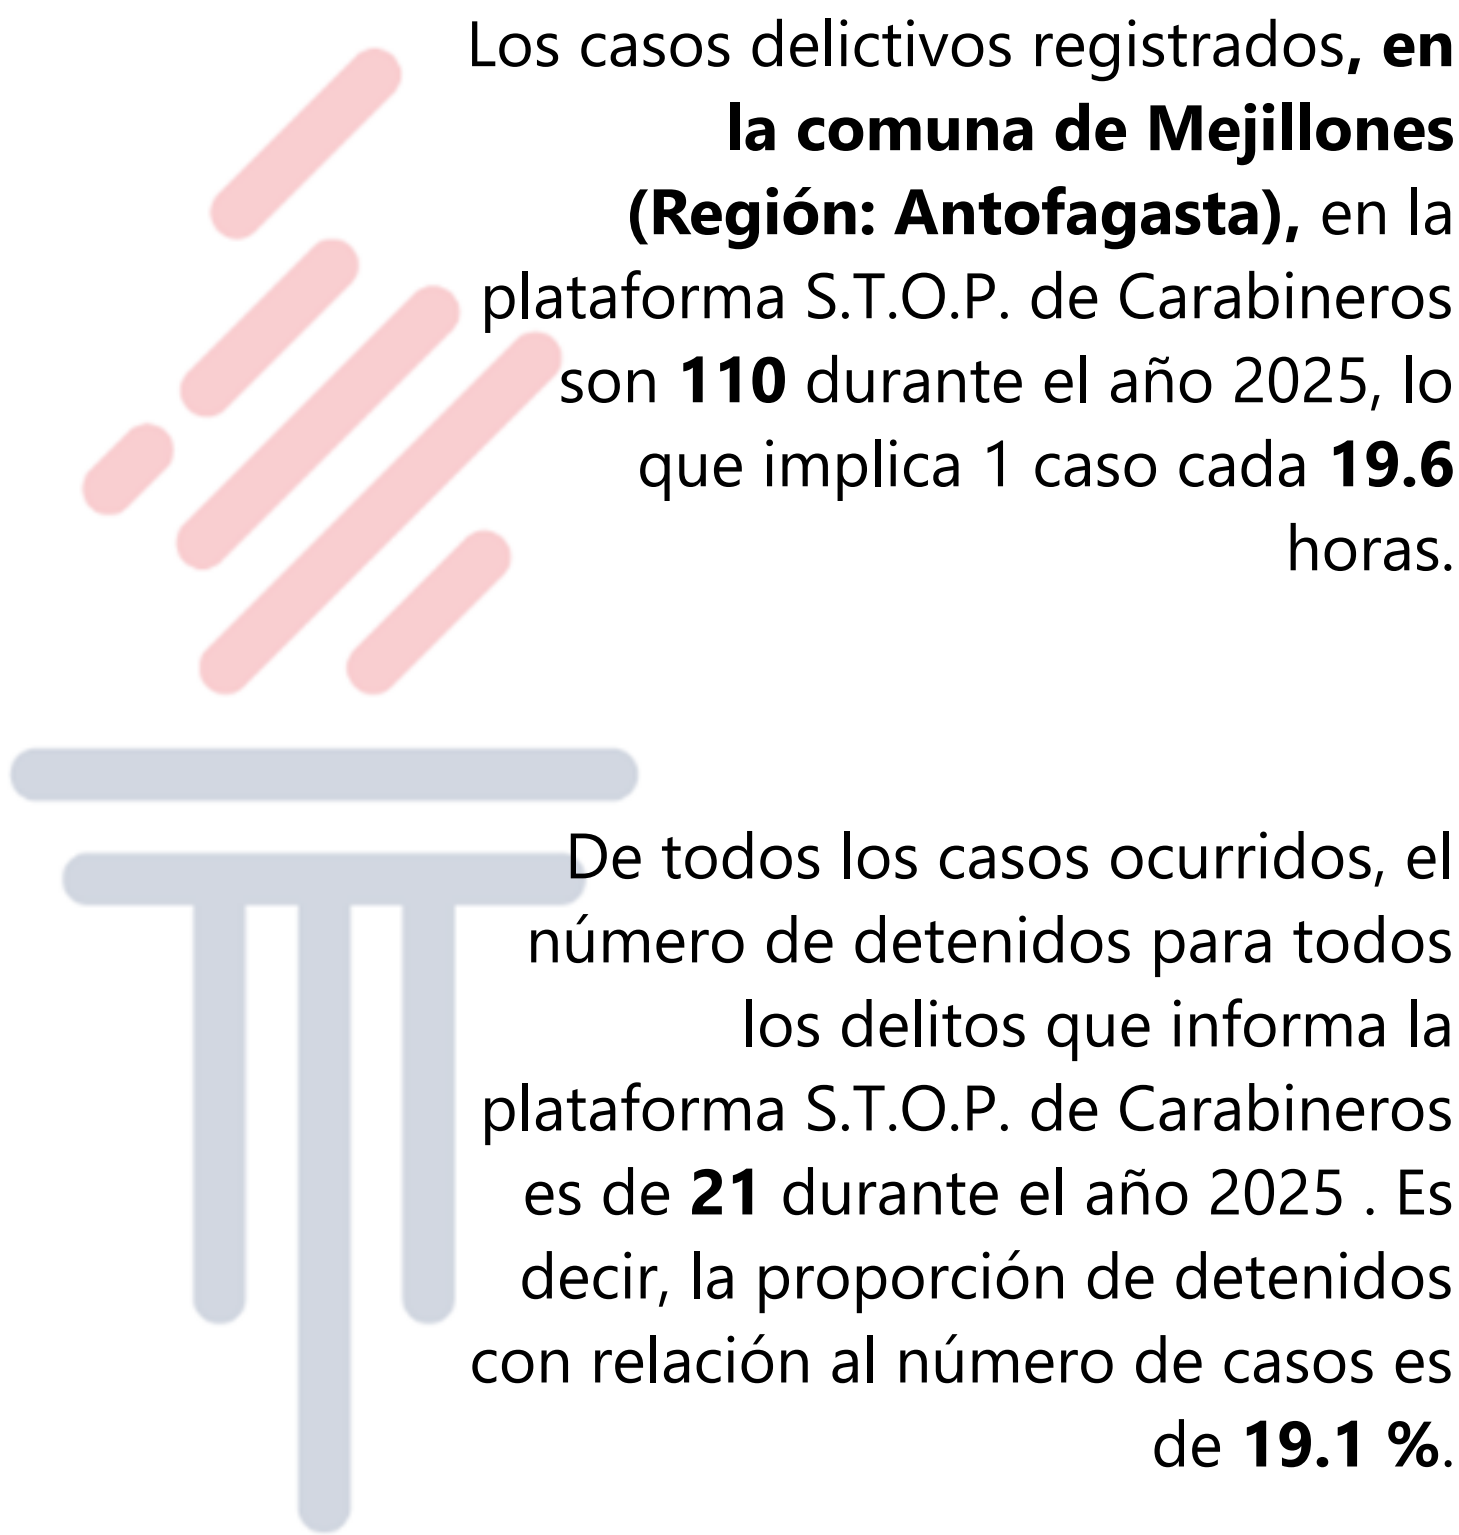 Los casos delictivos registrados, en
la comuna de Mejillones
(Región: Antofagasta), en la
plataforma S.T.O.P. de Carabineros
son 110 durante el año 2025, lo
que implica 1 caso cada 19.6
horas.
De todos los casos ocurridos, el
número de detenidos para todos
los delitos que informa la
plataforma S.T.O.P. de Carabineros
es de 21 durante el año 2025 . Es
decir, la proporción de detenidos
con relación al número de casos es
de 19.1 %.